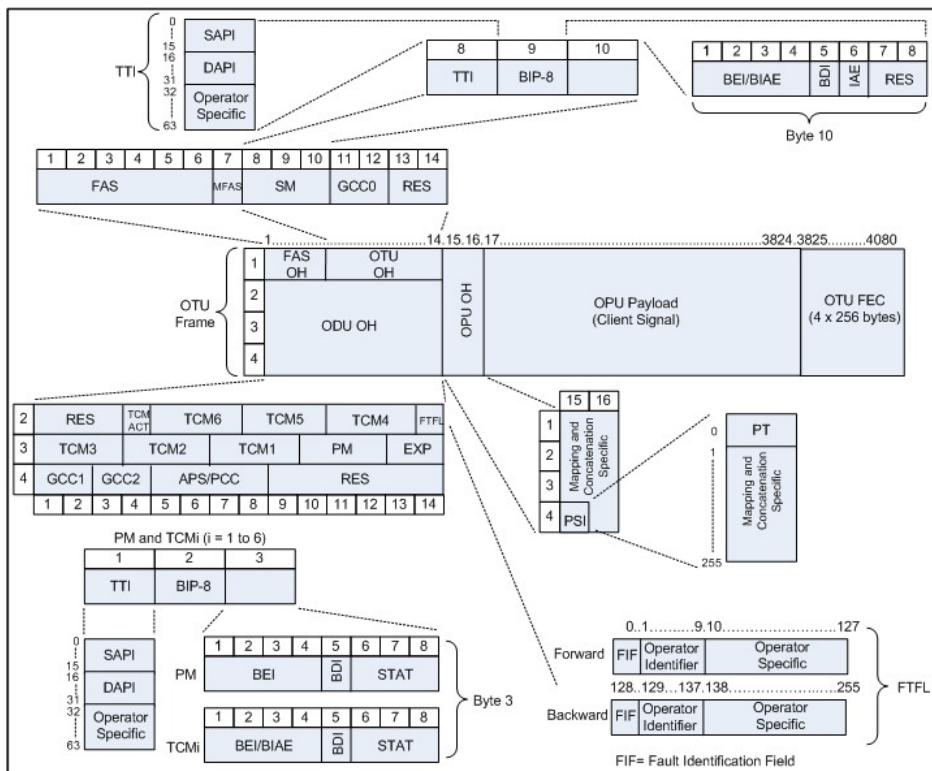 TTI
0
15
16
31
32
63
SAPI
DAPI
Operator
Specific
8 9 10
TTI BIP-8
1 2 3 4 5 6 7 8
BEI/BIAE BDI IAE RES
Byte 10
1 2 3 4 5 6 7 8 9 10 11 12 13 14
FAS MFAS SM GCC0 RES
1 14.15.16.17 3824.3825 4080
OTU
Frame
1
2
3
4
FAS
OH
OTU
OH
ODU OH
OPU OH
OPU Payload
(Client Signal)
OTU FEC
(4 x 256 bytes)
2 RES TCM ACT TCM6 TCM5 TCM4 FTFL
3 TCM3 TCM2 TCM1 PM EXP
4 GCC1 GCC2 APS/PCC RES
1 2 3 4 5 6 7 8 9 10 11 12 13 14
15 16
1
2
3
4
Mapping and
Concatenation
Specific
PSI
0
1
255
PT
Mapping and
Concatenation
Specific
PM and TCMi (i = 1 to 6)
1 2 3
TTI BIP-8
0
15
16
31
32
63
SAPI
DAPI
Operator
Specific
1 2 3 4 5 6 7 8
PM BEI BDI STAT
1 2 3 4 5 6 7 8
TCMi BEI/BIAE BDI STAT
Byte 3
0..1 9.10 127
Forward FIF Operator Identifier Operator Specific
128..129...137.138 255
Backward FIF Operator Identifier Operator Specific
FTFL
FIF= Fault Identification Field